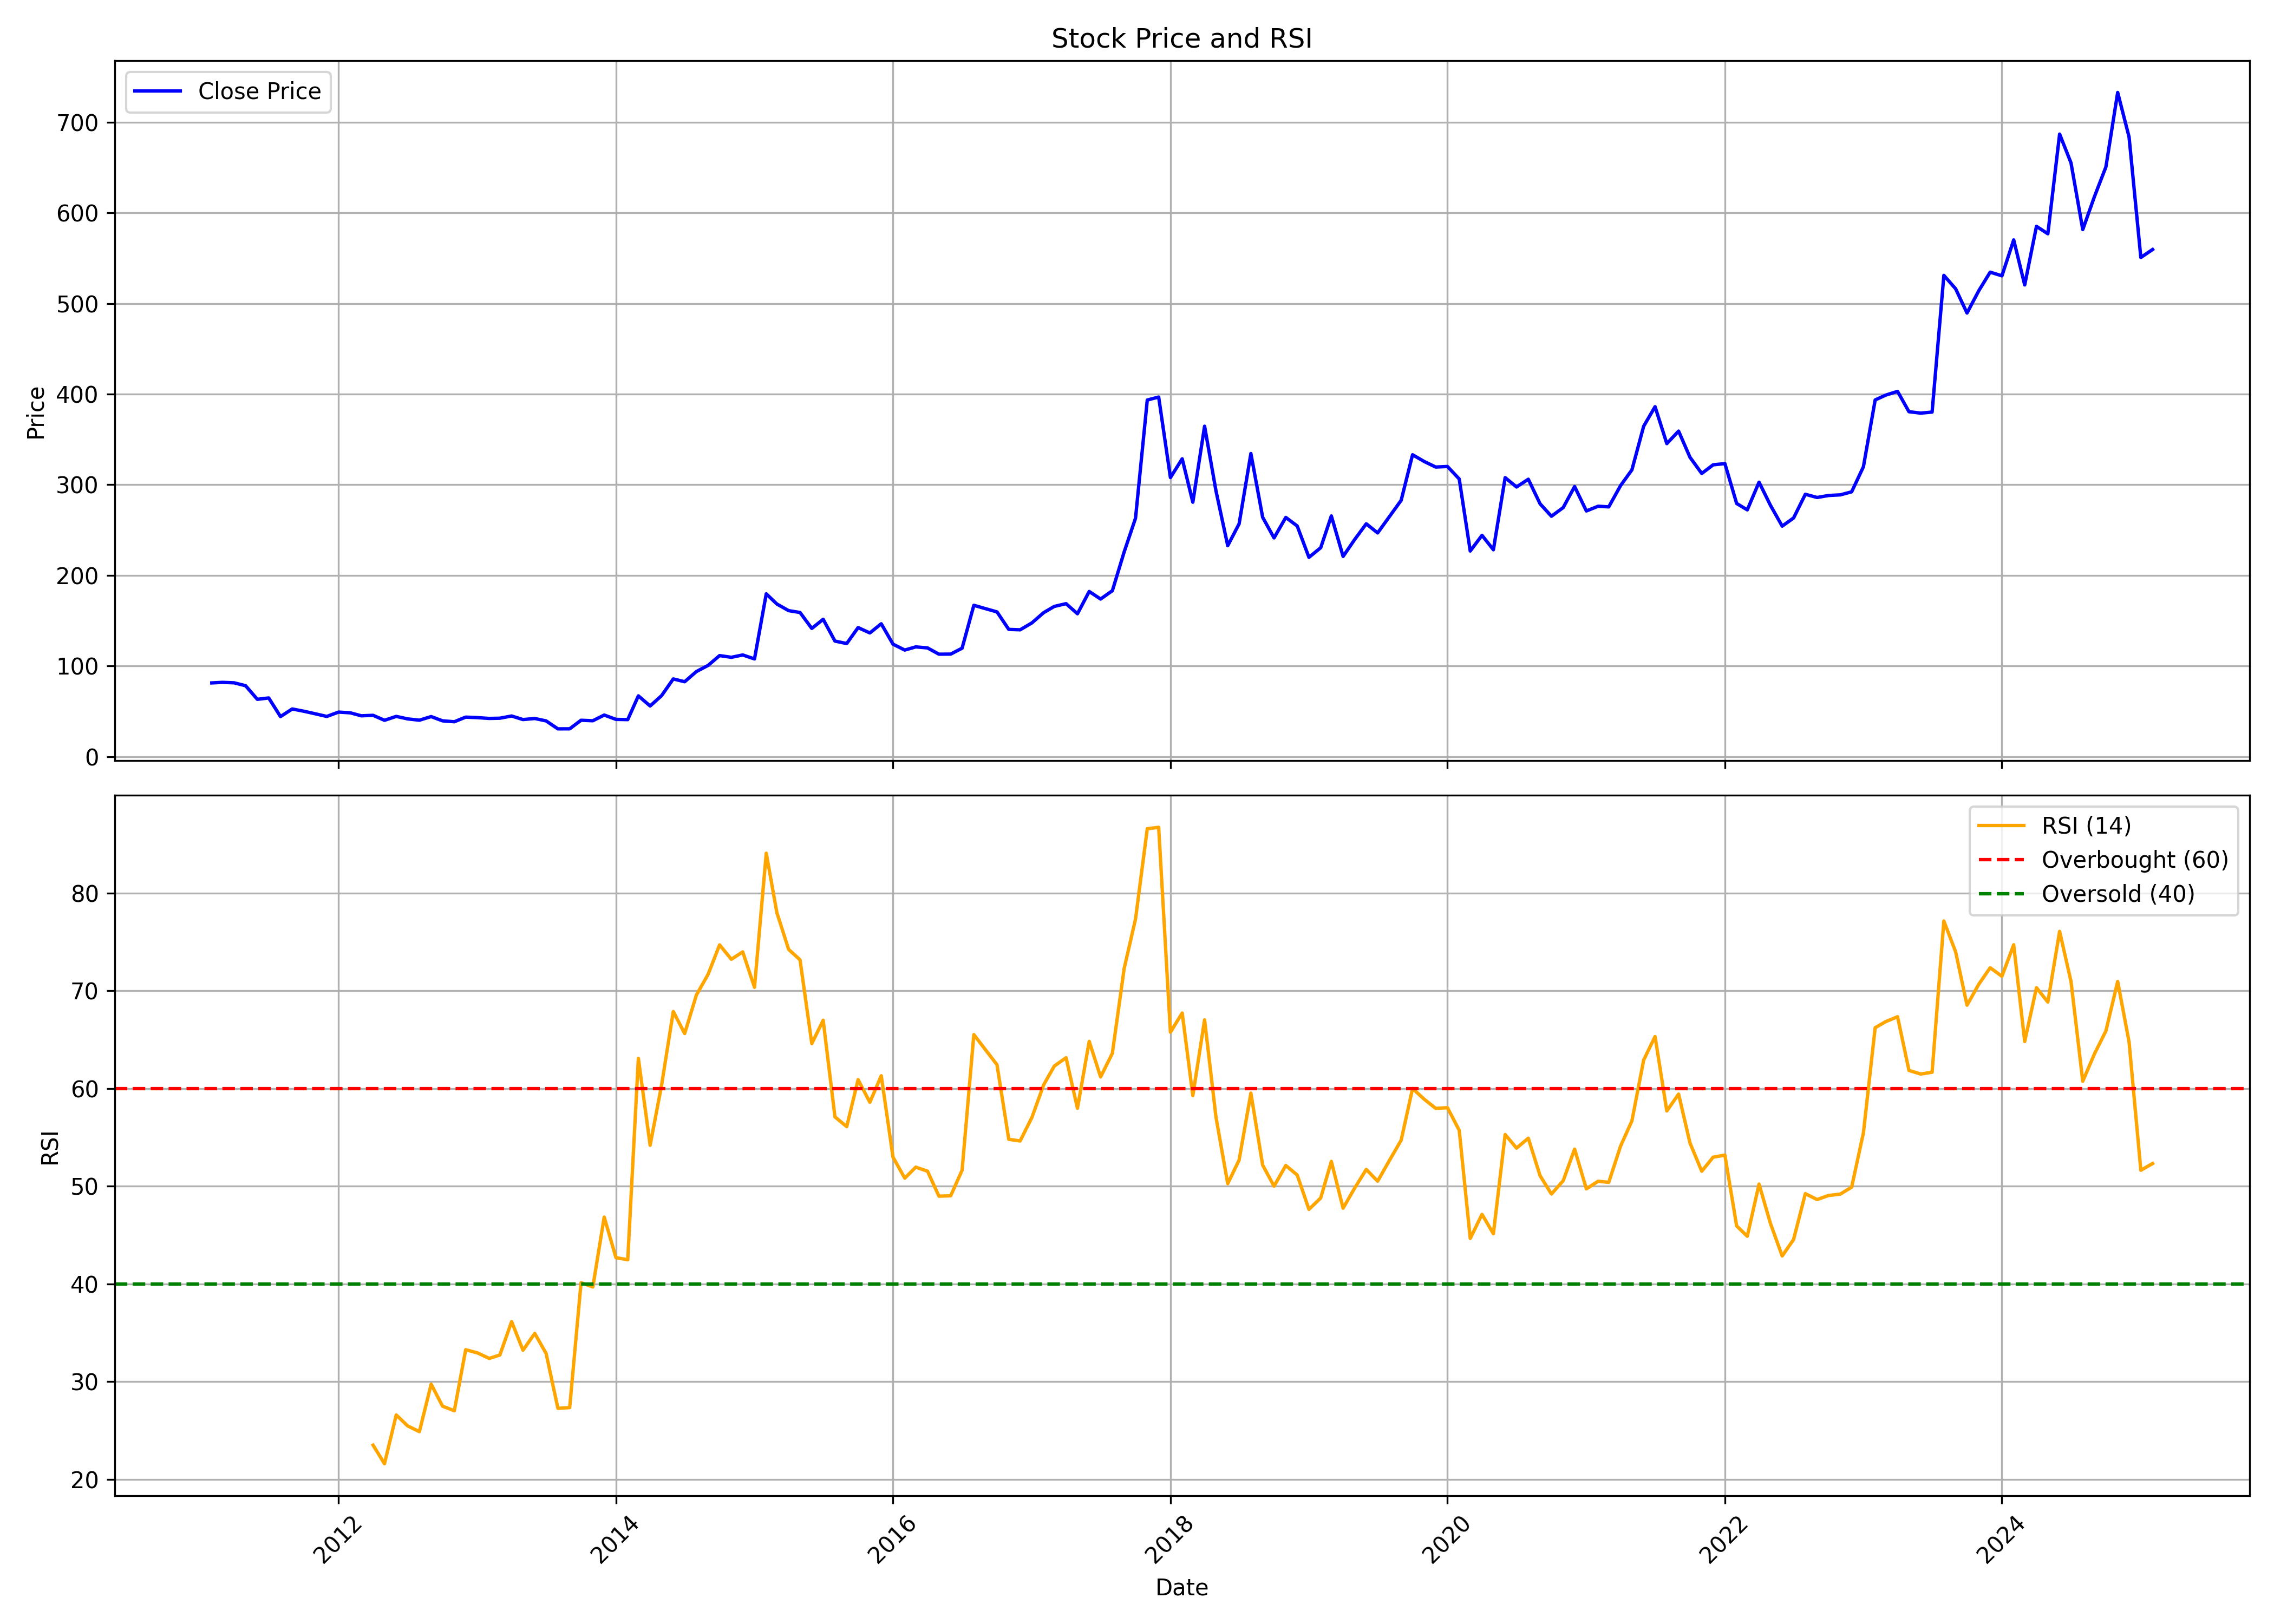 Stock Price and RSI
Close Price
700
600
500
400
300
200
100
0
Price
RSI (14)
Overbought (60)
Oversold (40)
80
70
60
50
40
30
20
RSI
2012
2014
2016
2018
2020
2022
2024
Date